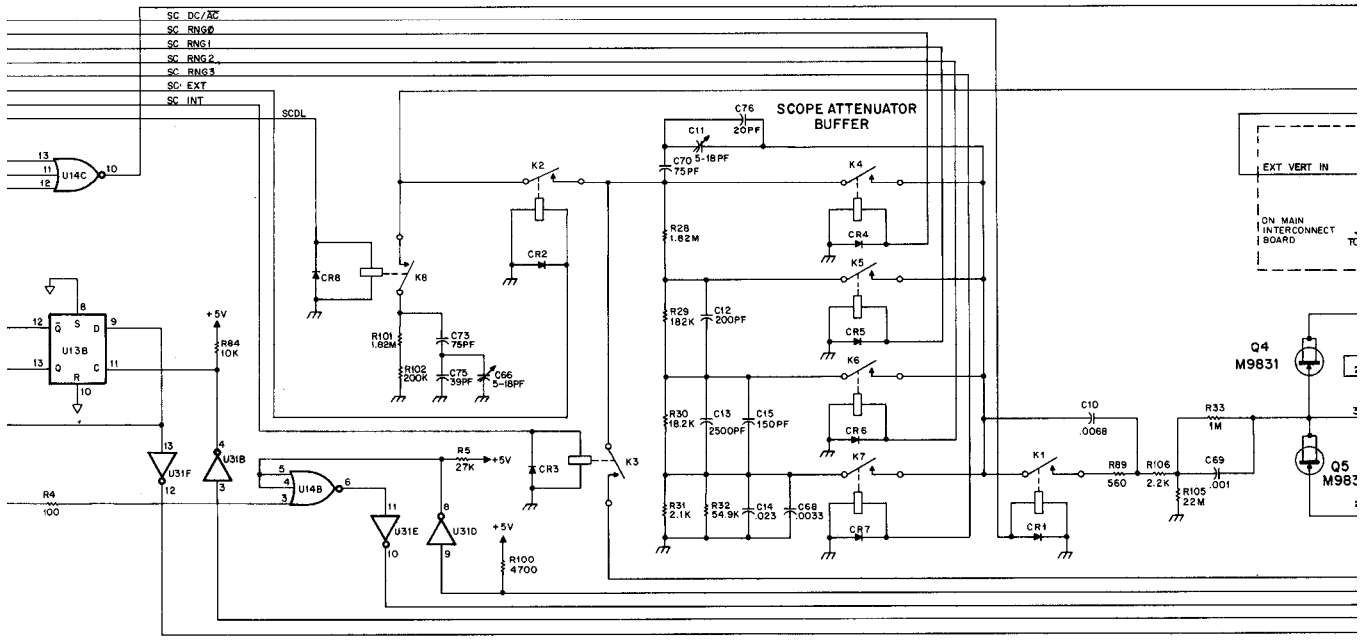 SC DC/AC
SC RNG0
SC RNG1
SC RNG2
SC RNG3
SC EXT
SC INT
SCDL
SCOPE ATTENUATOR
BUFFER
C76
20PF
C11
5-18PF
C70
75PF
13
11
12
U14C
10
K2
K4
EXT VERT IN
ON MAIN
INTERCONNECT
BOARD
R28
1.82M
CR4
CR8
K8
CR2
K5
8
+5V
12
Q
S
D
9
U13B
13
Q
R
C
11
10
R84
10K
R101
1.82M
R102
200K
C73
75PF
C75
39PF
C66
5-18PF
R29
182K
C12
200PF
CR5
K6
Q4
M9831
R30
18.2K
C13
2500PF
C15
150PF
CR6
C10
.0068
R33
1M
3
13
U31F
12
4
U31B
3
R5
27K
+5V
5
4
3
U14B
6
CR3
K3
K7
K1
R89
560
R106
2.2K
C69
.001
R105
22M
Q5
M983
2
R4
100
11
U31E
10
8
U31D
9
+5V
R100
4700
R31
2.1K
R32
54.9K
C14
.023
C68
.0033
CR7
CR1